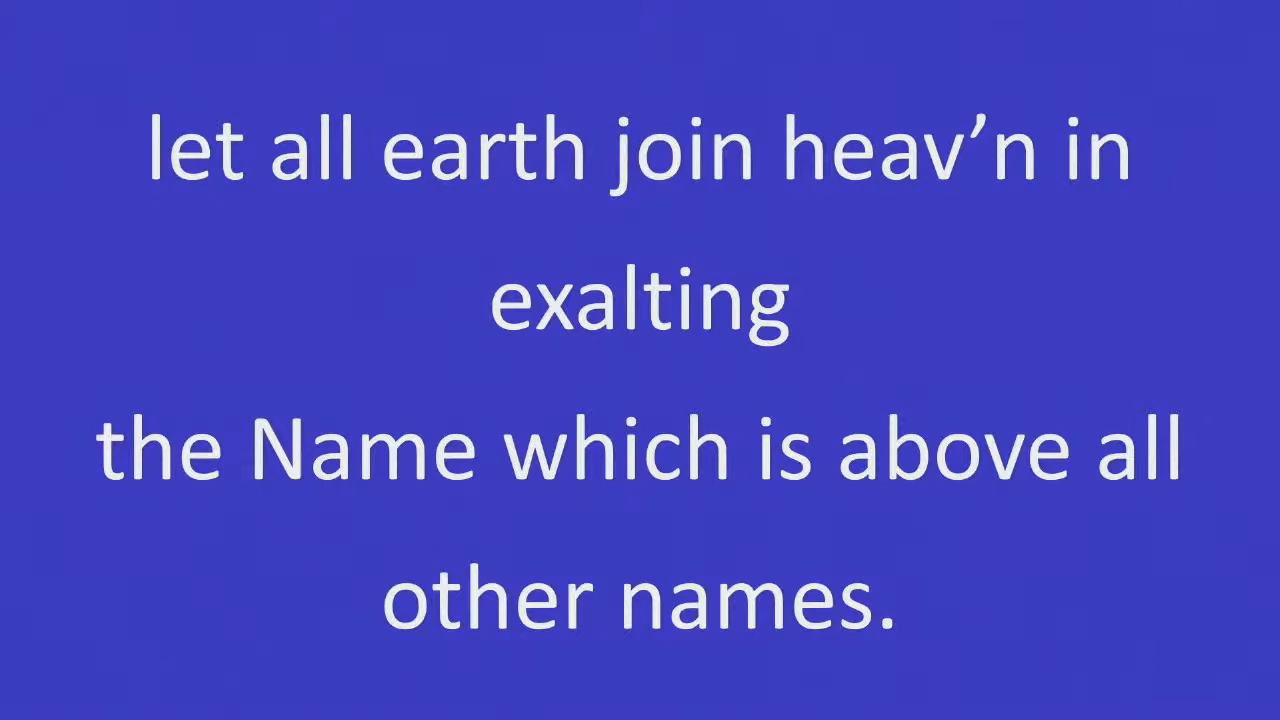 let all earth join heav’n in
exalting
the Name which is above all
other names.